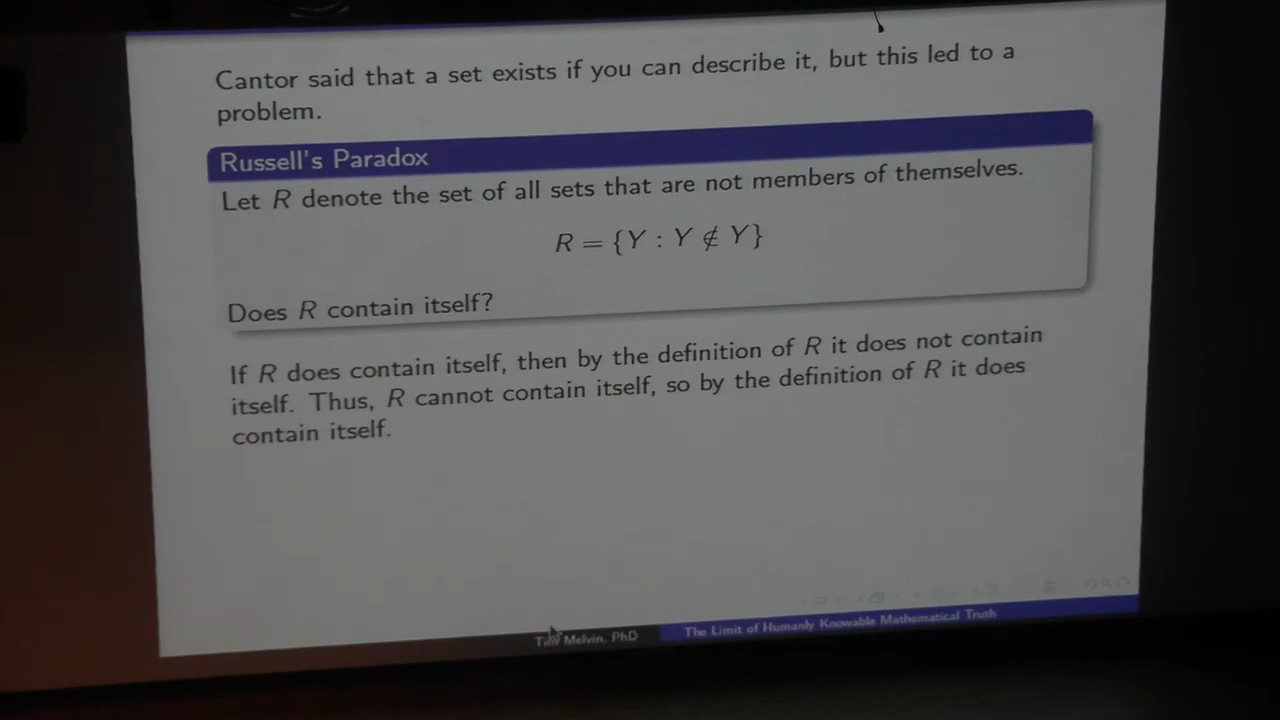 Cantor said that a set exists if you can describe it, but this led to a
problem.
Russell's Paradox
Let R denote the set of all sets that are not members of themselves.
R = {Y : Y ∉ Y}
Does R contain itself?
If R does contain itself, then by the definition of R it does not contain
itself. Thus, R cannot contain itself, so by the definition of R it does
contain itself.
Melvin, PhD
The Limit of Humanly Knowable Mathematical Truth